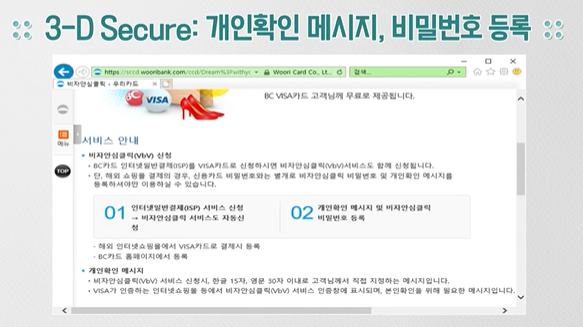 3-D Secure: 개인확인 메시지, 비밀번호 등록
https://sccd.wooribank.com/ccd/Dream%3Fwithyc
Woori Card Co., Lt...
검색...
비자안심클릭 - 우리카드
BC VISA카드 고객님께 무료로 제공됩니다.
BC VISA
메뉴
TOP
서비스 안내
비자안심클릭(VbV) 신청
BC카드 인터넷일반결제(ISP)를 VISA카드로 신청하시면 비자안심클릭(VbV)서비스도 함께 신청됩니다.
단, 해외 쇼핑몰 결제의 경우, 신용카드 비밀번호와는 별개로 비자안심클릭 비밀번호 및 개인확인 메시지를
등록하셔야만 이용하실 수 있습니다.
01 인터넷일반결제(ISP) 서비스 신청
→ 비자안심클릭 서비스도 자동신
청
02 개인확인 메시지 및 비자안심클릭
비밀번호 등록
- 해외 인터넷쇼핑몰에서 VISA카드로 결제시 등록
- BC카드 홈페이지에서 등록
개인확인 메시지
비자안심클릭(VbV) 서비스 신청시, 한글 15자, 영문 30자 이내로 고객님께서 직접 지정하는 메시지입니다.
VISA가 인증하는 인터넷쇼핑몰 등에서 비자안심클릭(VbV) 서비스 인증창에 표시되며, 본인확인을 위해 필요한 메시지입니다.